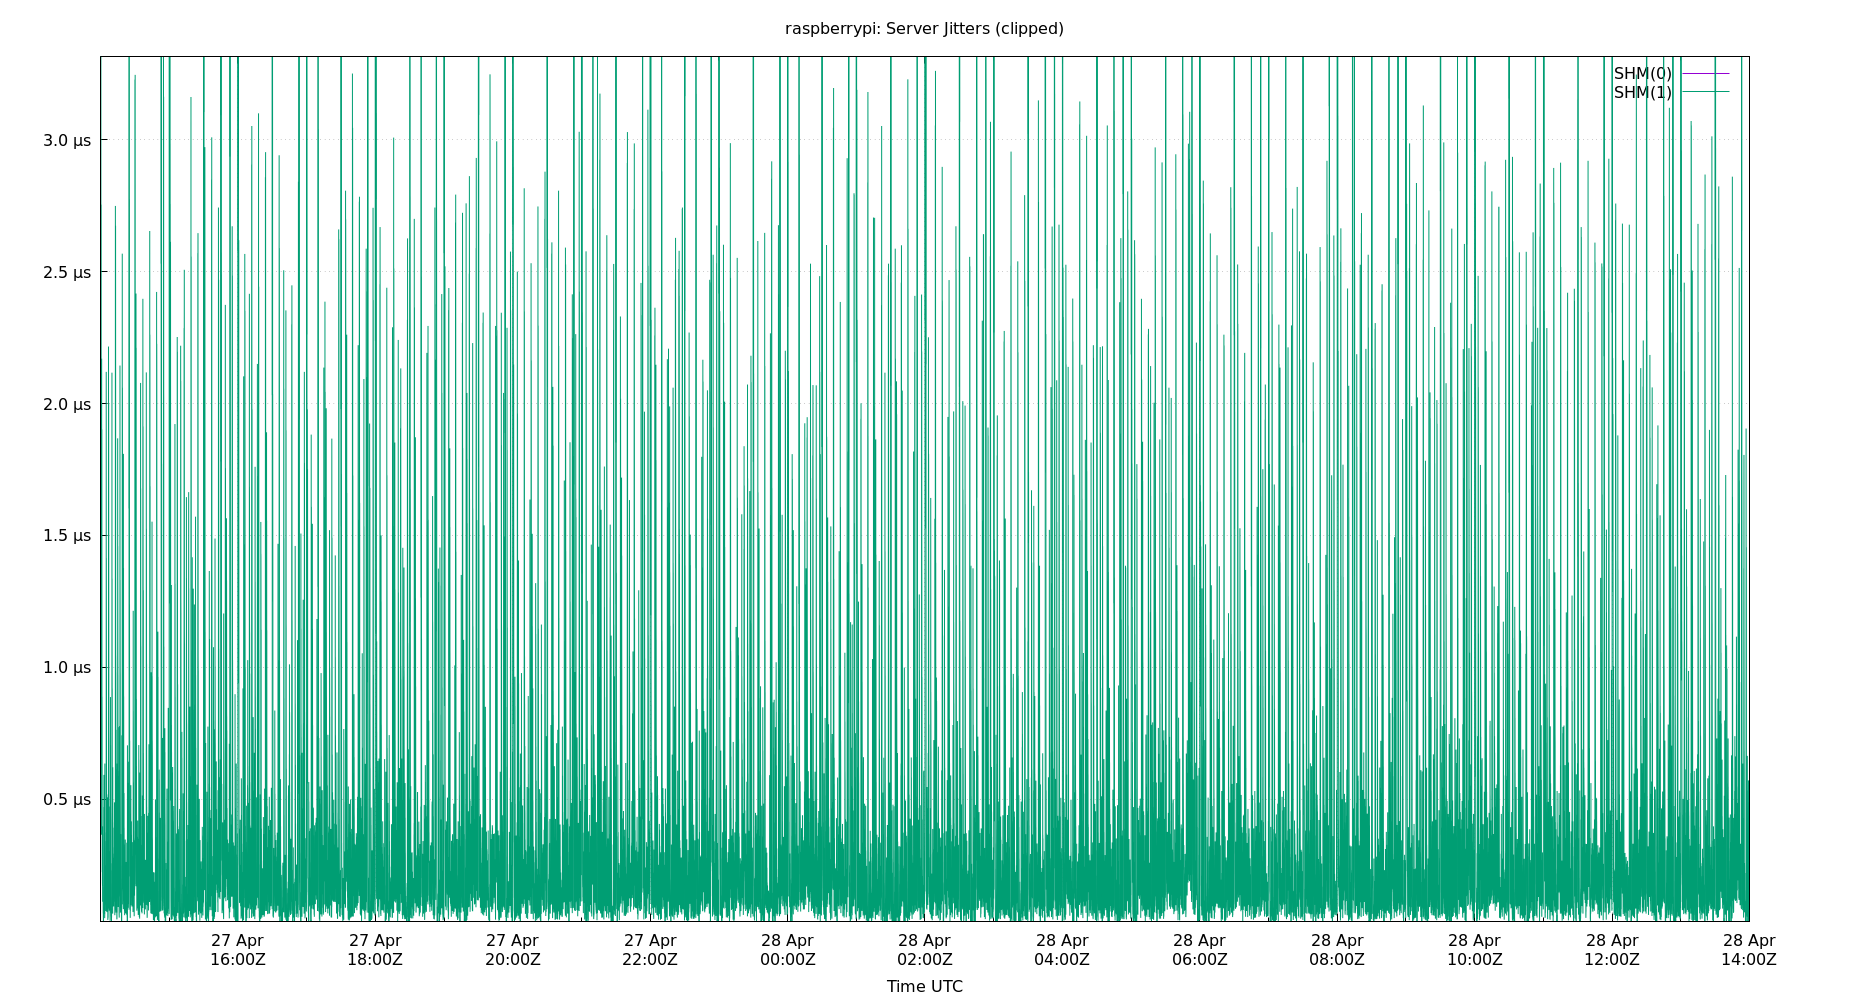 raspberrypi: Server Jitters (clipped)
SHM(0)
SHM(1)
3.0 µs
2.5 µs
2.0 µs
1.5 µs
1.0 µs
0.5 µs
27 Apr 27 Apr 27 Apr 27 Apr 28 Apr 28 Apr 28 Apr 28 Apr 28 Apr 28 Apr 28 Apr 28 Apr
16:00Z 18:00Z 20:00Z 22:00Z 00:00Z 02:00Z 04:00Z 06:00Z 08:00Z 10:00Z 12:00Z 14:00Z
Time UTC